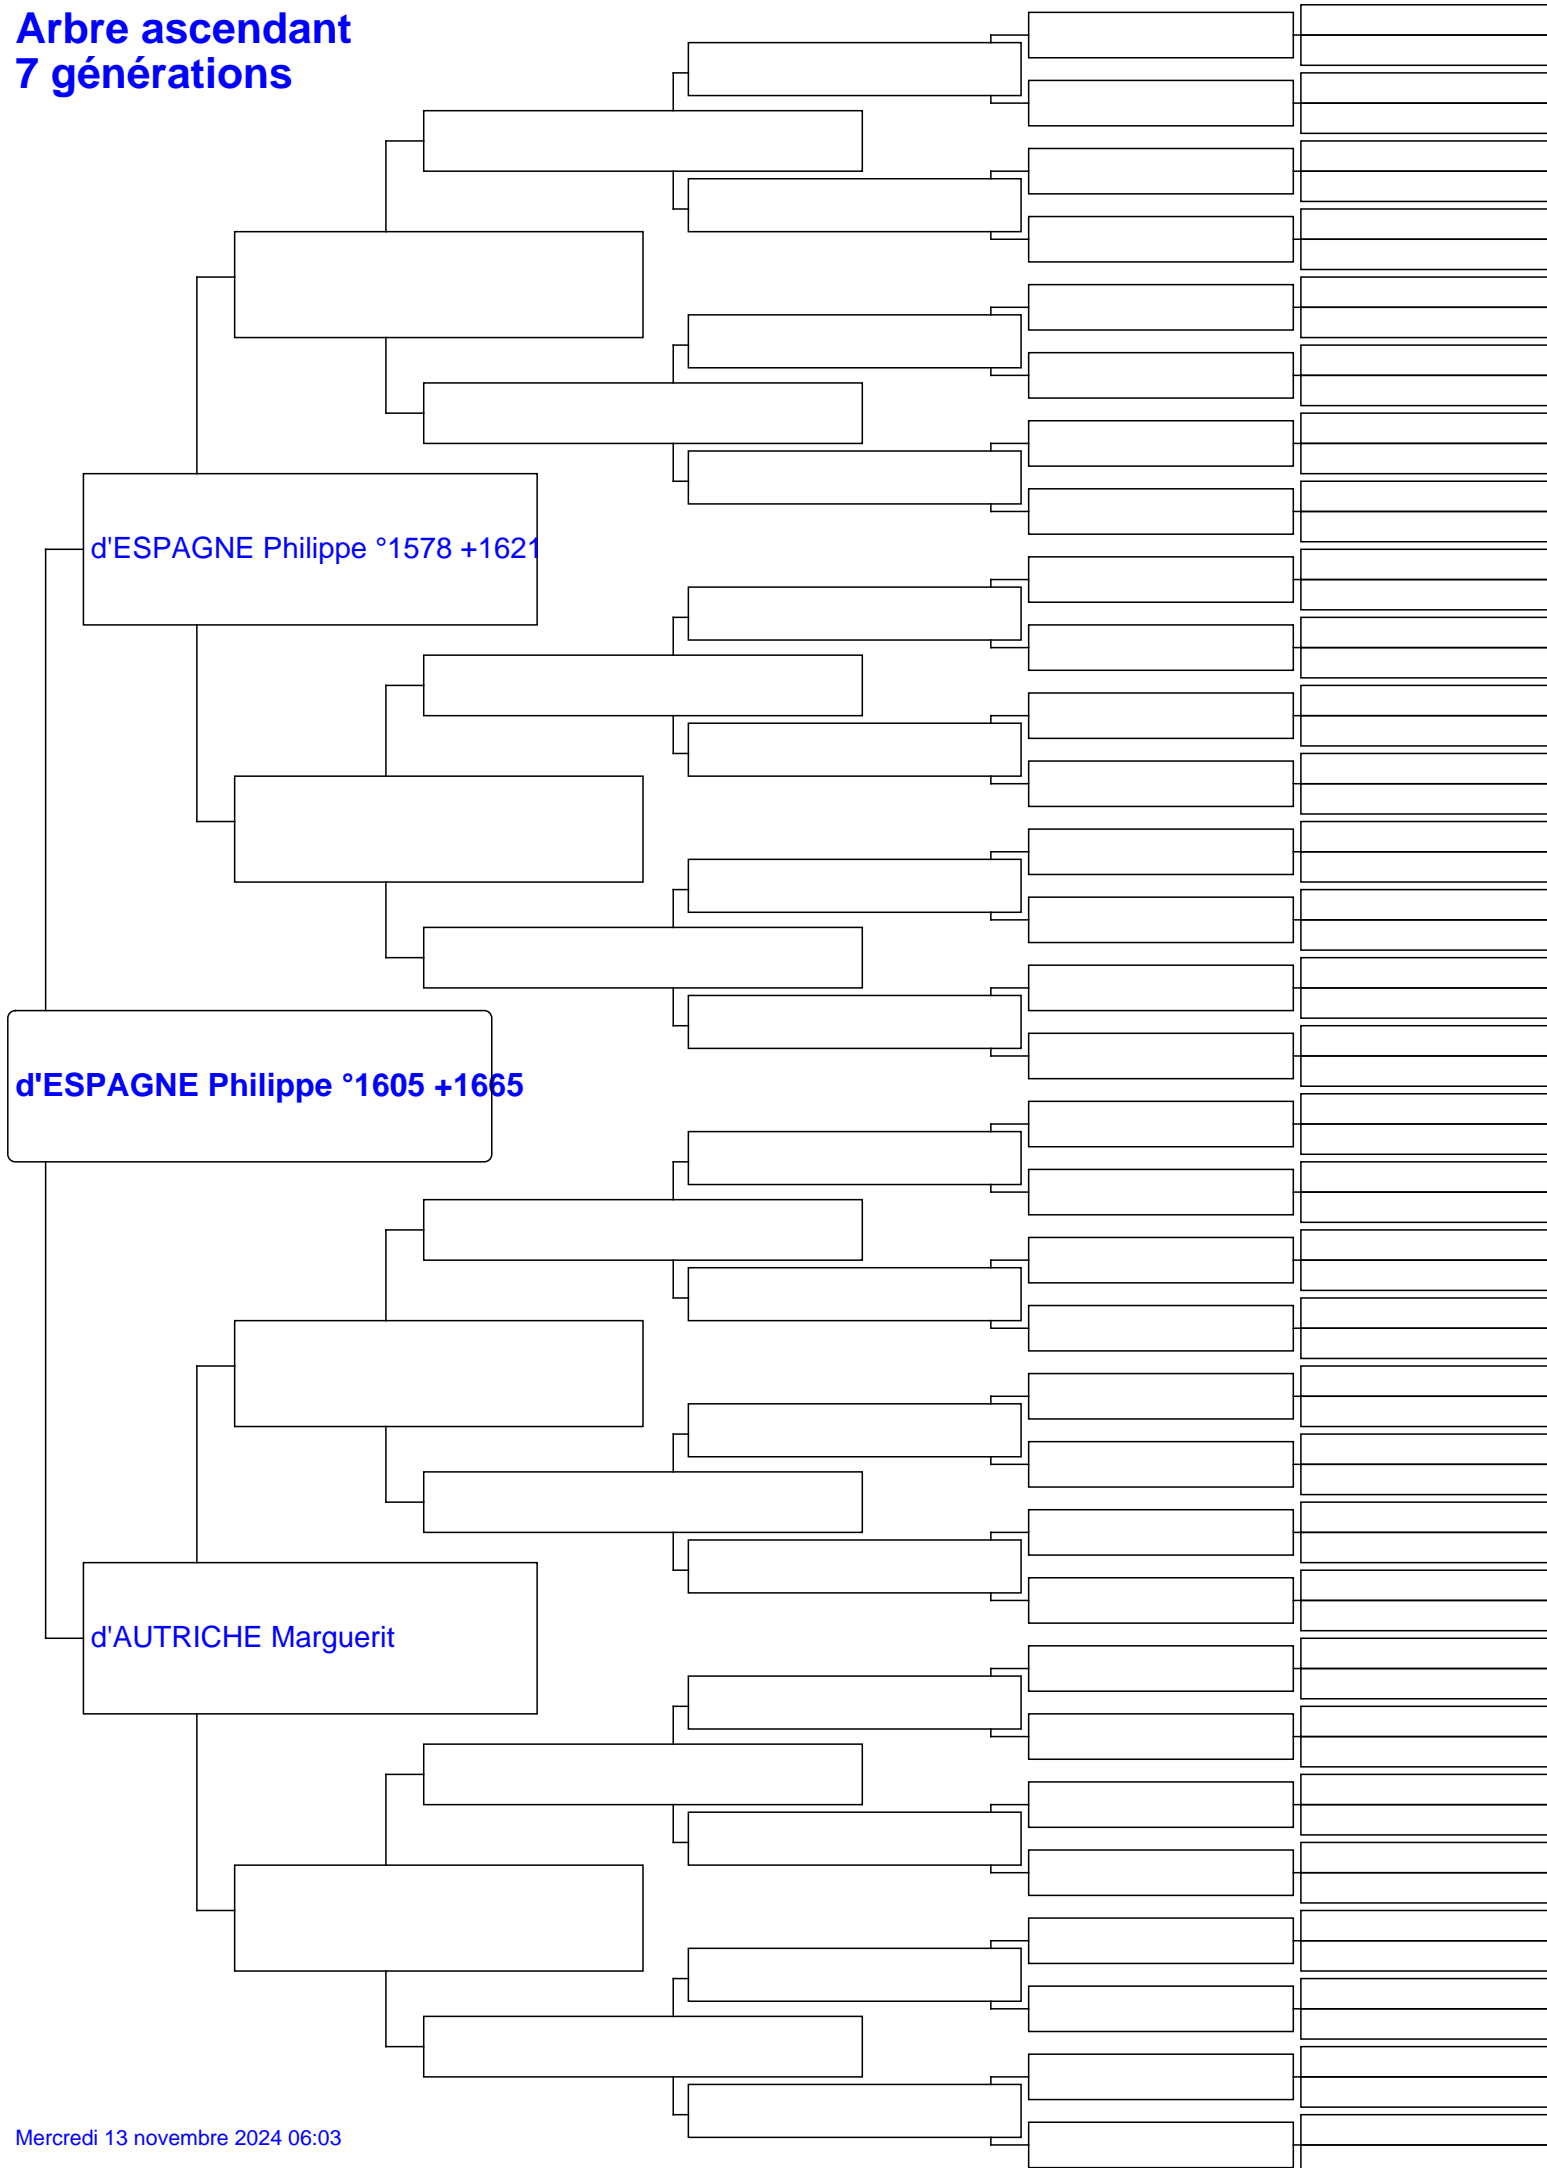 Arbre ascendant
7 générations
d'ESPAGNE Philippe °1578 +1621
d'ESPAGNE Philippe °1605 +1665
d'AUTRICHE Marguerit
Mercredi 13 novembre 2024 06:03